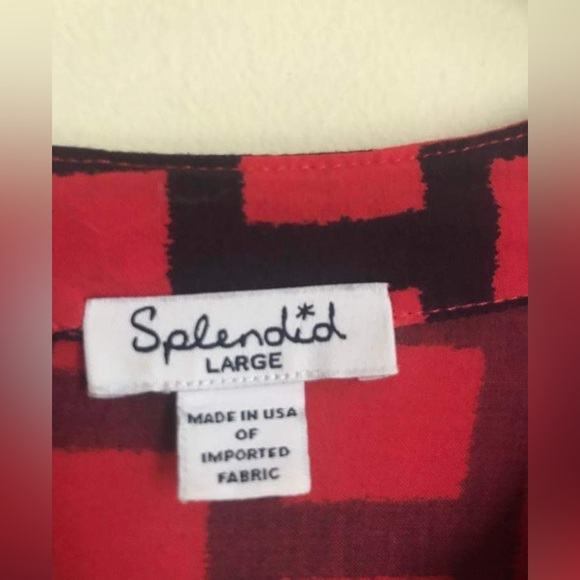 Splendid
LARGE
MADE IN USA
OF
IMPORTED
FABRIC